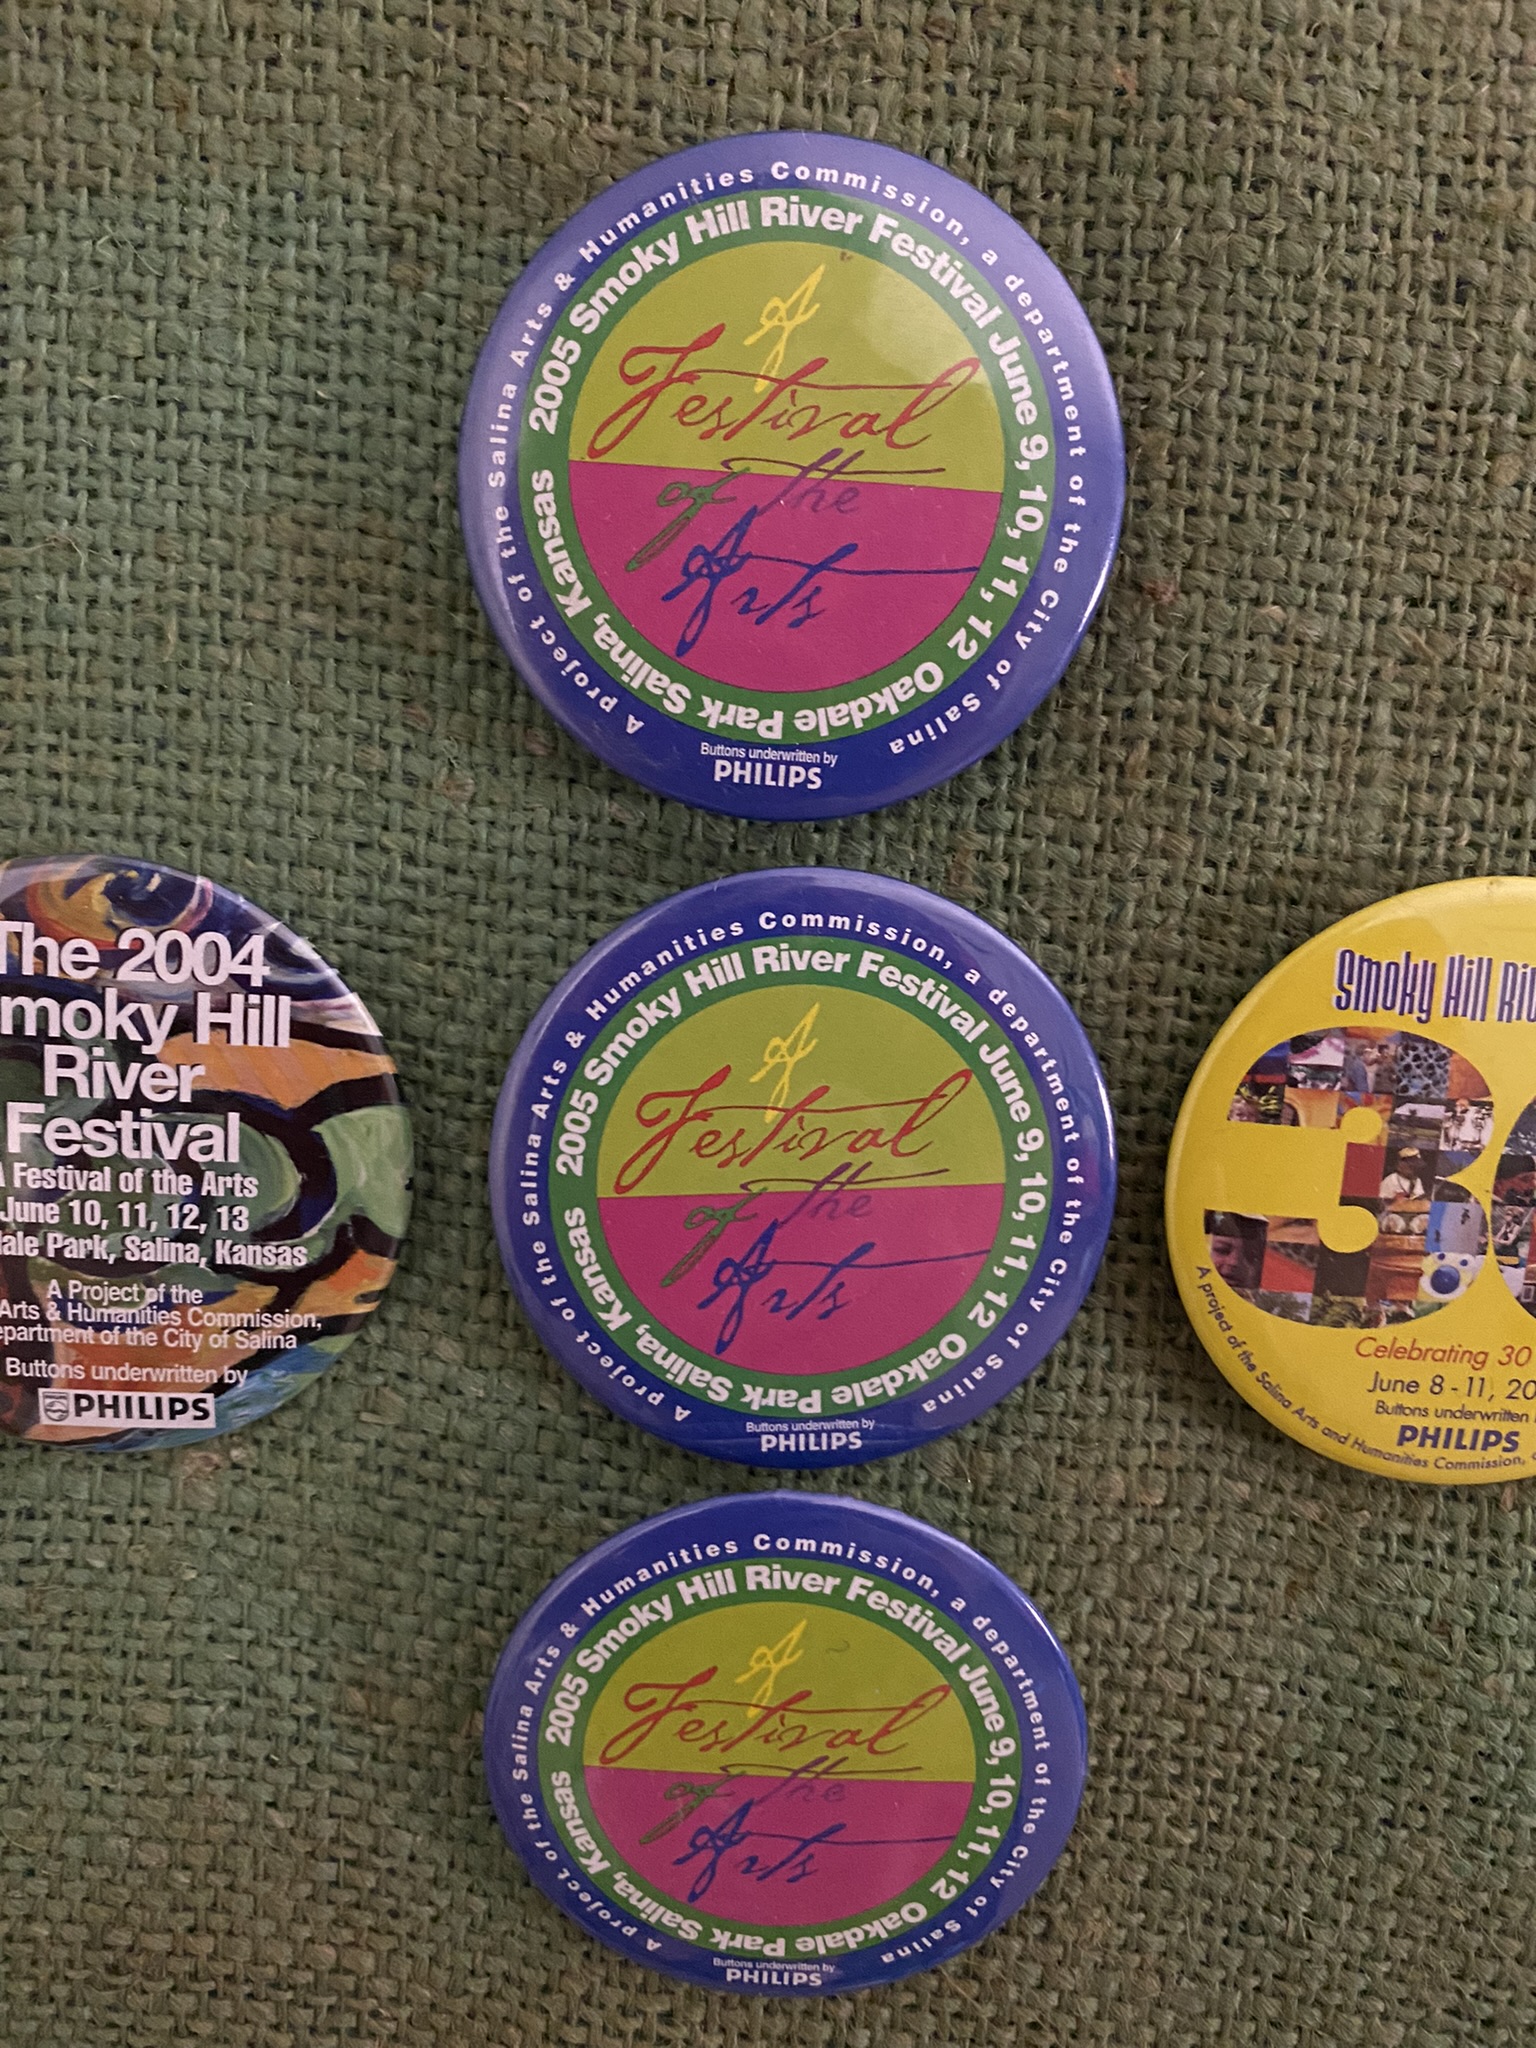 A project of the Salina Arts & Humanities Commission, a department of the City of Salina
2005 Smoky Hill River Festival June 9, 10, 11, 12 Oakdale Park Salina, Kansas
A
Festival
of the
Arts
Buttons underwritten by
PHILIPS
The 2004
moky Hill
River
Festival
A Festival of the Arts
June 10, 11, 12, 13
dale Park, Salina, Kansas
A Project of the
Arts & Humanities Commission,
epartment of the City of Salina
Buttons underwritten by
PHILIPS
A project of the Salina Arts & Humanities Commission, a department of the City of Salina
2005 Smoky Hill River Festival June 9, 10, 11, 12 Oakdale Park Salina, Kansas
A
Festival
of the
Arts
Buttons underwritten by
PHILIPS
Smoky Hill Riv
30
Celebrating 30
June 8 - 11, 20
Buttons underwritten
PHILIPS
A project of the Salina Arts and Humanities Commission,
A project of the Salina Arts & Humanities Commission, a department of the City of Salina
2005 Smoky Hill River Festival June 9, 10, 11, 12 Oakdale Park Salina, Kansas
A
Festival
of the
Arts
Buttons underwritten by
PHILIPS